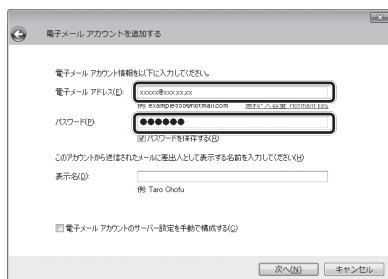 電子メール アカウントを追加する
電子メール アカウント情報を以下に入力してください。
電子メール アドレス(E):
xxxxx@xxx.xx.xx
例: example555@hotmail.com
パスワード(P):
●●●●●●
パスワードを保存する(R)
このアカウントから送信されたメールに差出人として表示する名前を入力してください(H)
表示名(D):
例: Taro Chofu
電子メール アカウントのサーバー設定を手動で構成する(C)
次へ(N) キャンセル